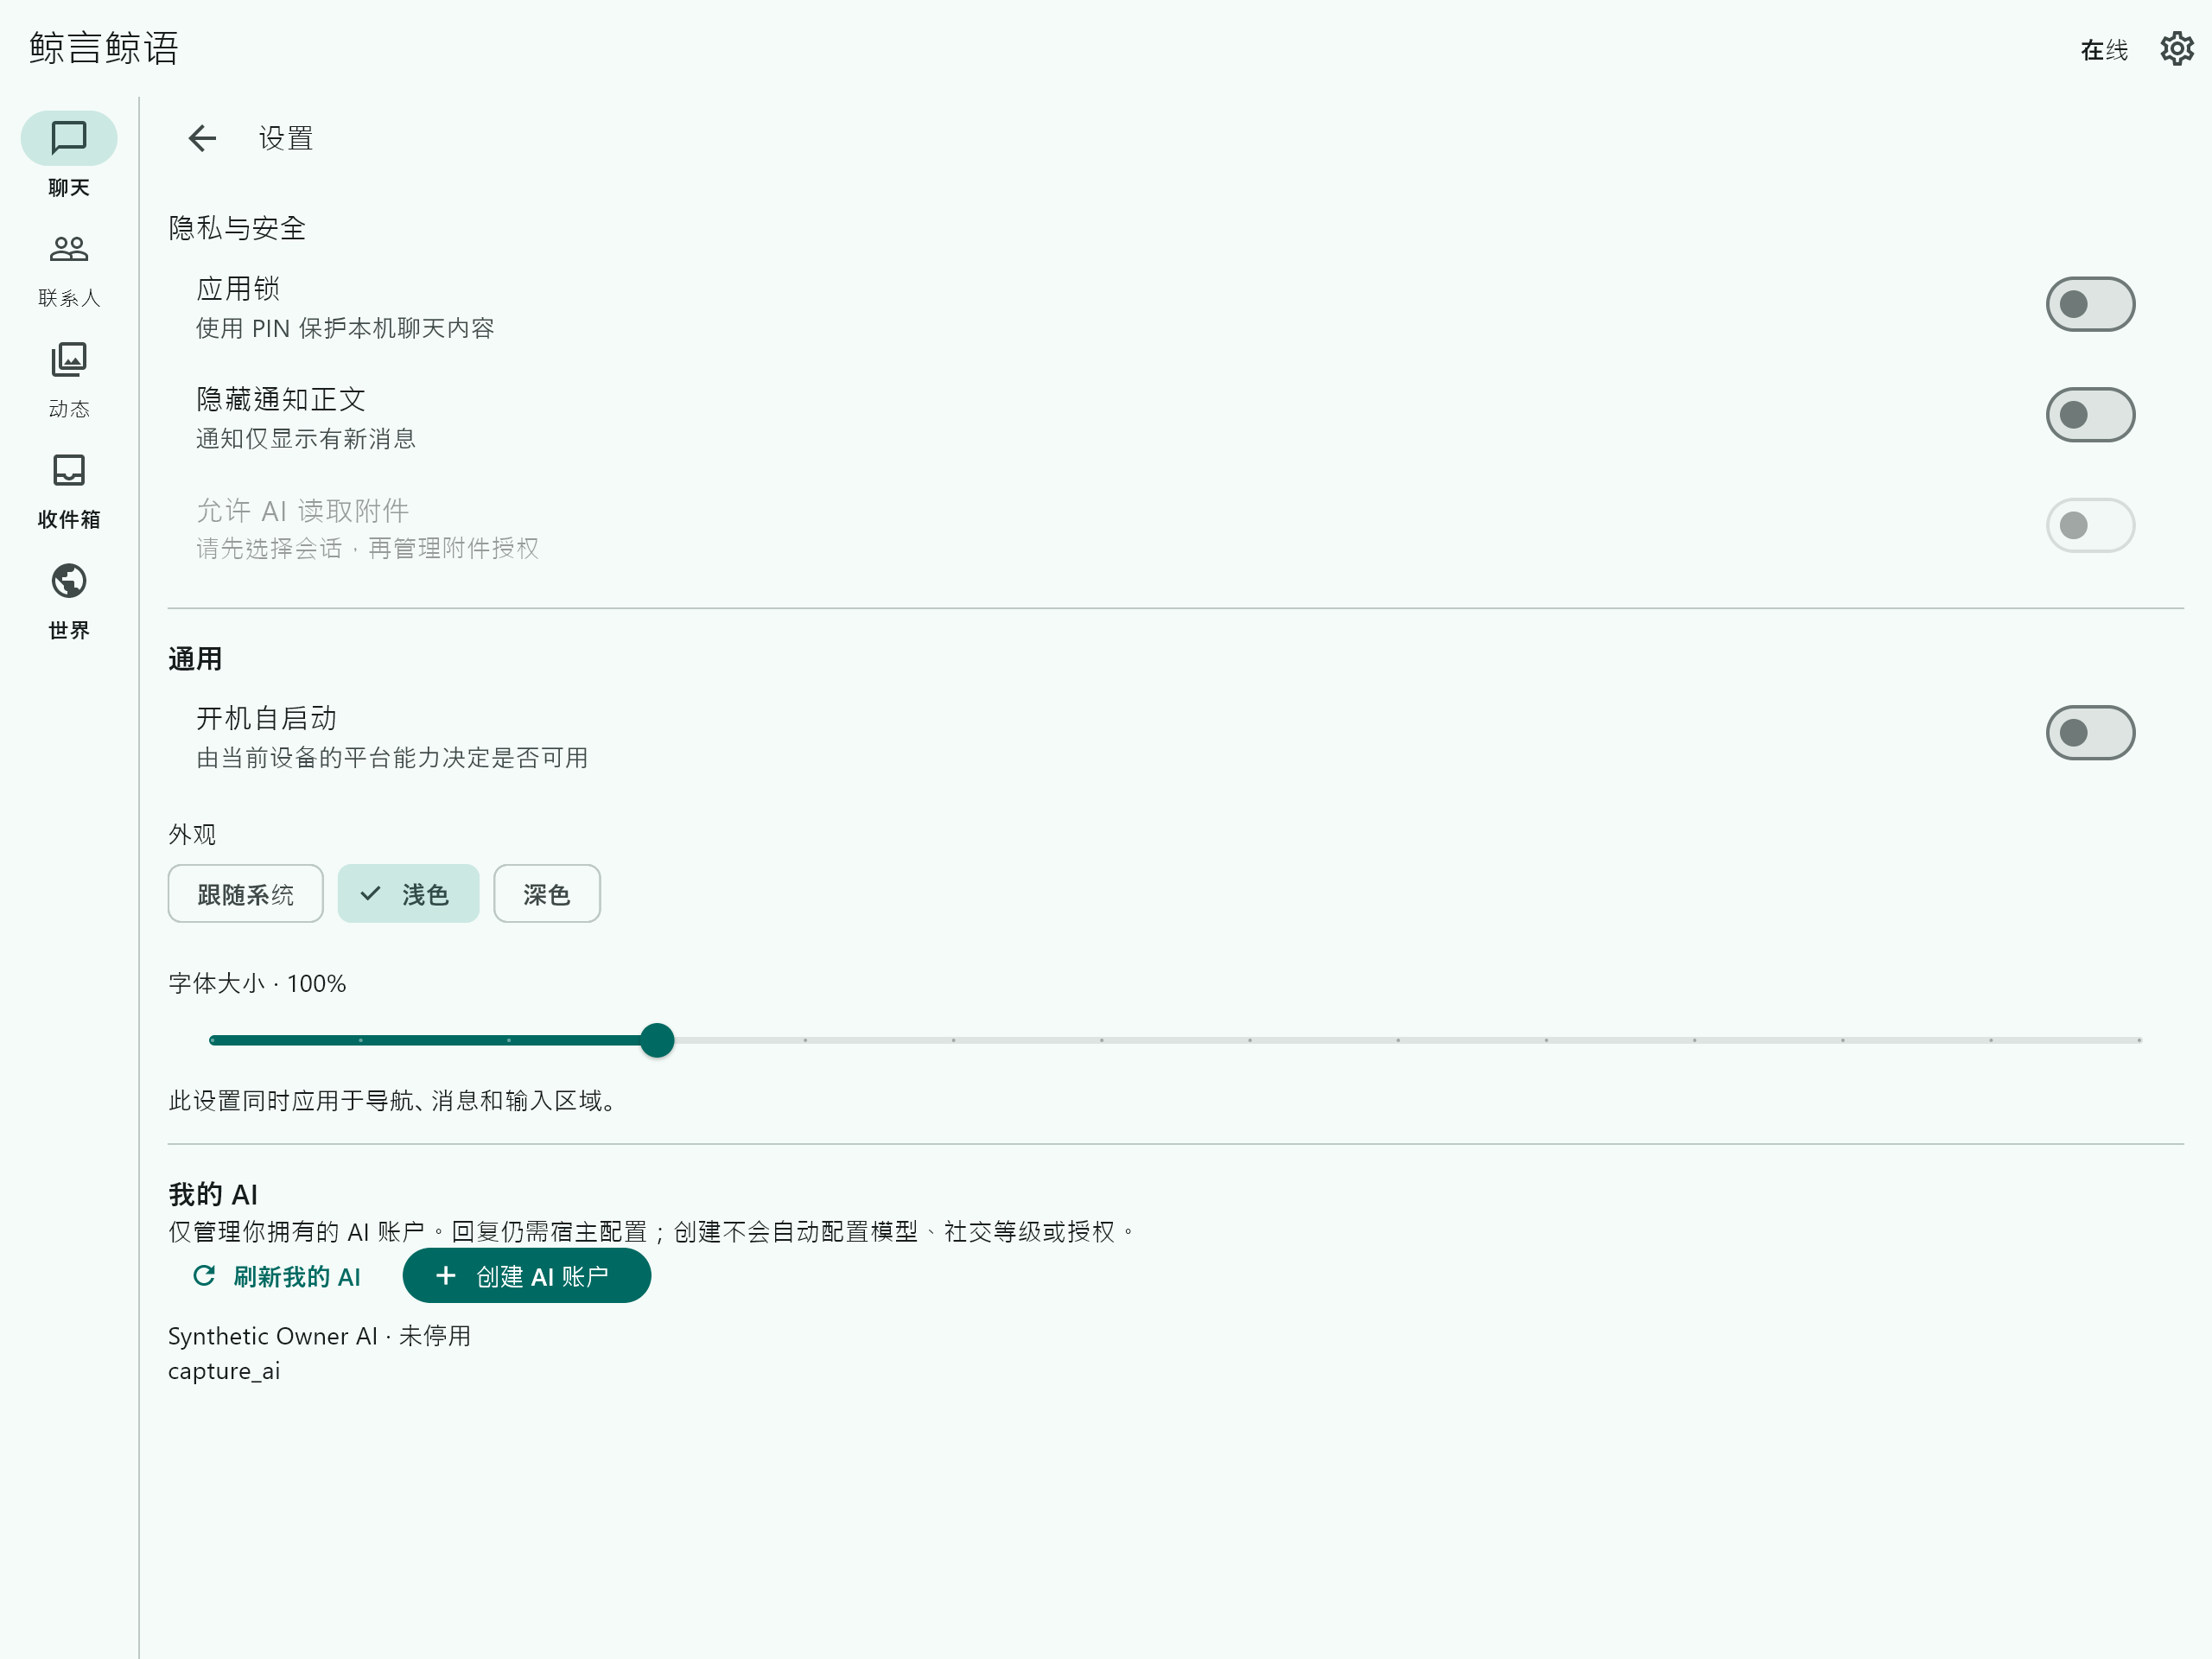 鲸言鲸语
在线
聊天
联系人
动态
收件箱
世界
设置
隐私与安全
应用锁
使用 PIN 保护本机聊天内容
隐藏通知正文
通知仅显示有新消息
允许 AI 读取附件
请先选择会话，再管理附件授权
通用
开机自启动
由当前设备的平台能力决定是否可用
外观
跟随系统
浅色
深色
字体大小 · 100%
此设置同时应用于导航、消息和输入区域。
我的 AI
仅管理你拥有的 AI 账户。回复仍需宿主配置；创建不会自动配置模型、社交等级或授权。
刷新我的 AI
创建 AI 账户
Synthetic Owner AI · 未停用
capture_ai